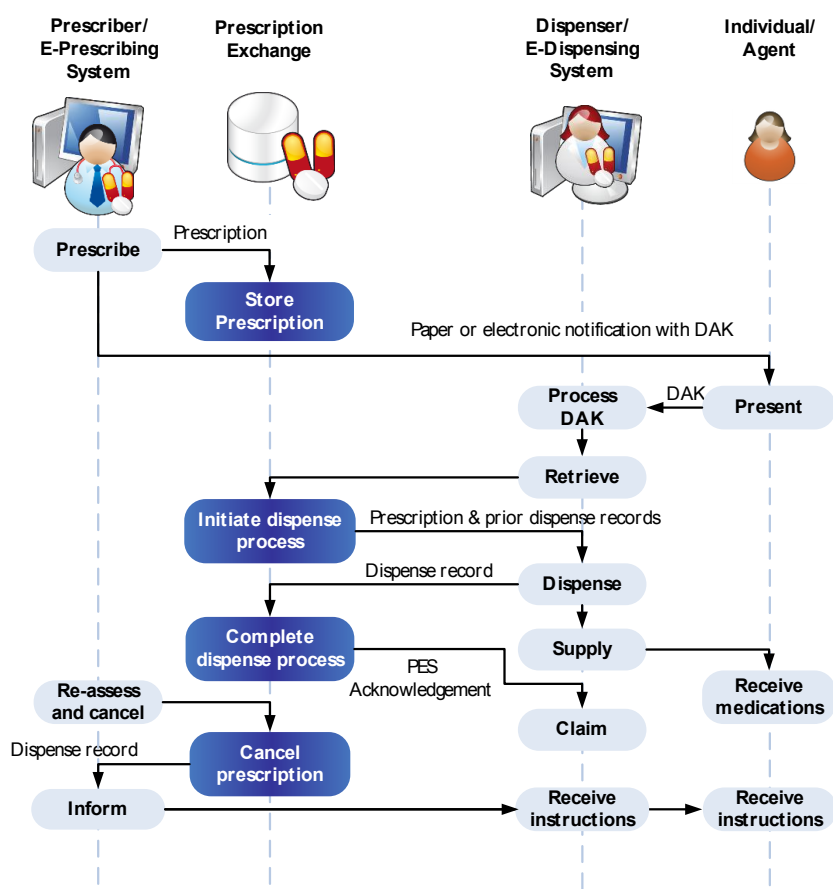 Prescriber/
E-Prescribing
System
Prescription
Exchange
Dispenser/
E-Dispensing
System
Individual/
Agent
Prescribe
Prescription
Store
Prescription
Paper or electronic notification with DAK
Process
DAK
DAK
Present
Retrieve
Initiate dispense
process
Prescription & prior dispense records
Dispense record
Dispense
Complete
dispense process
Supply
PES
Acknowledgement
Re-assess
and cancel
Receive
medications
Claim
Dispense record
Cancel
prescription
Inform
Receive
instructions
Receive
instructions